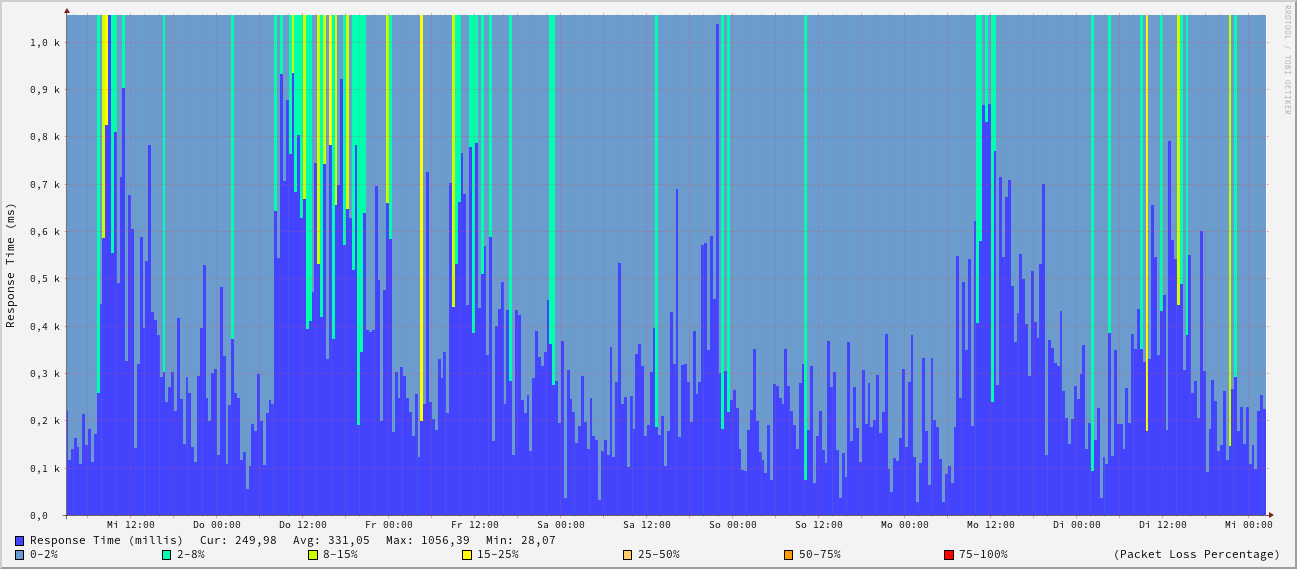 RRDTOOL / TOBI OETIKER
Response Time (ms)
1,0 k
0,9 k
0,8 k
0,7 k
0,6 k
0,5 k
0,4 k
0,3 k
0,2 k
0,1 k
0,0
Mi 12:00 Do 00:00 Do 12:00 Fr 00:00 Fr 12:00 Sa 00:00 Sa 12:00 So 00:00 So 12:00 Mo 00:00 Mo 12:00 Di 00:00 Di 12:00 Mi 00:00
Response Time (millis) Cur: 249,98 Avg: 331,05 Max: 1056,39 Min: 28,07
0-2% 2-8% 8-15% 15-25% 25-50% 50-75% 75-100% (Packet Loss Percentage)